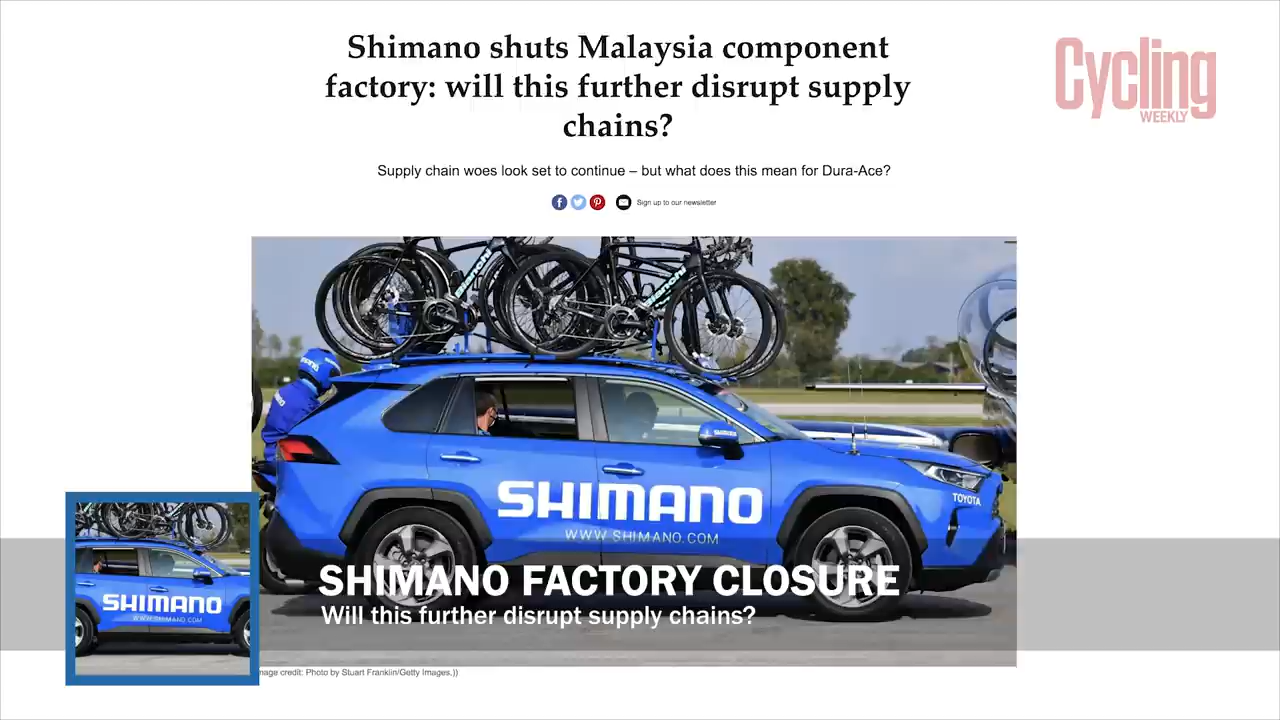 Shimano shuts Malaysia component
factory: will this further disrupt supply
chains?
Cycling
WEEKLY
Supply chain woes look set to continue – but what does this mean for Dura-Ace?
Sign up to our newsletter
Bianchi
Bianchi
SHIMANO
TOYOTA
SHIMANO
WWW.SHIMANO.COM
SHIMANO
WWW.SHIMANO.COM
SHIMANO FACTORY CLOSURE
Will this further disrupt supply chains?
mage credit: Photo by Stuart Franklin/Getty Images,))